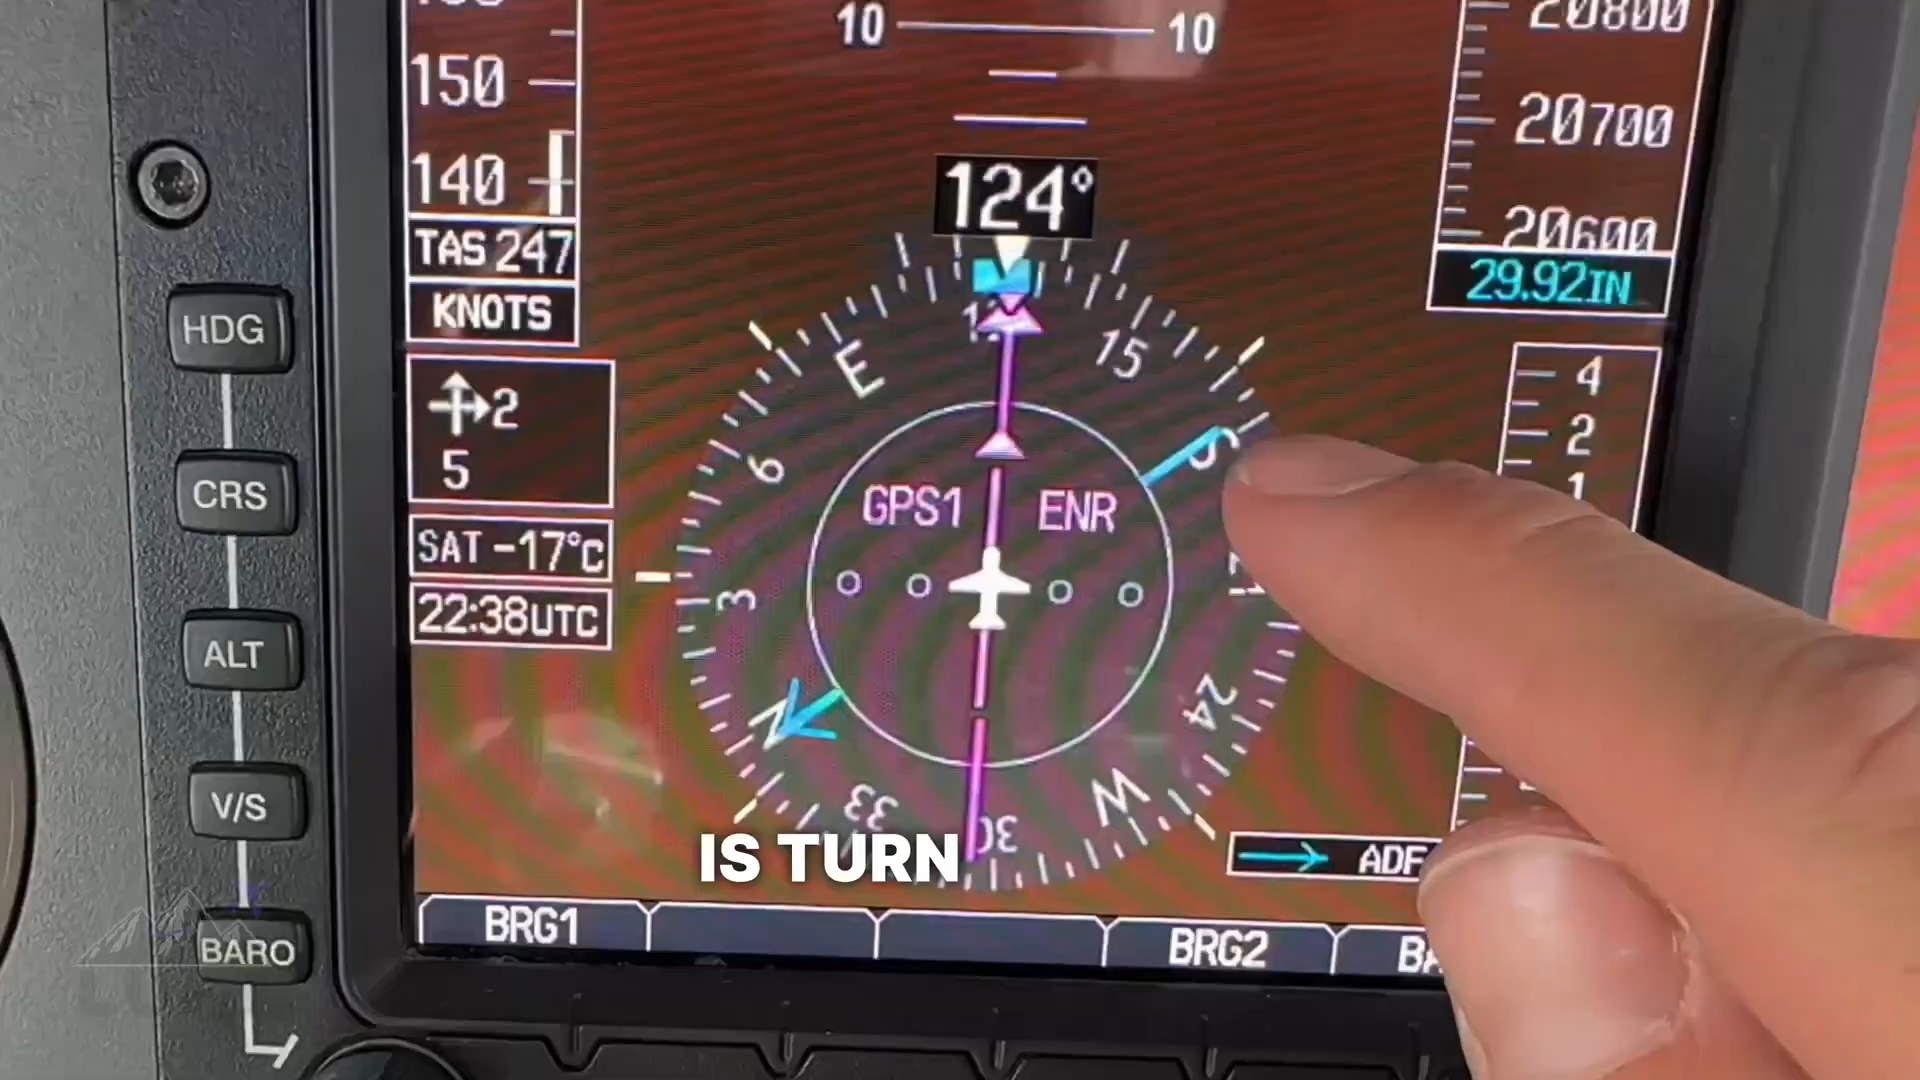 10 10
20800
150
20700
140
124°
20600
TAS 247
29.92IN
KNOTS
HDG
E
15
4
2
2
1
5
6
S
CRS
GPS1 ENR
SAT -17°C
3
22:38UTC
ALT
N
24
33
W
V/S
30
IS TURN
ADF
BRG1
BRG2
BARO